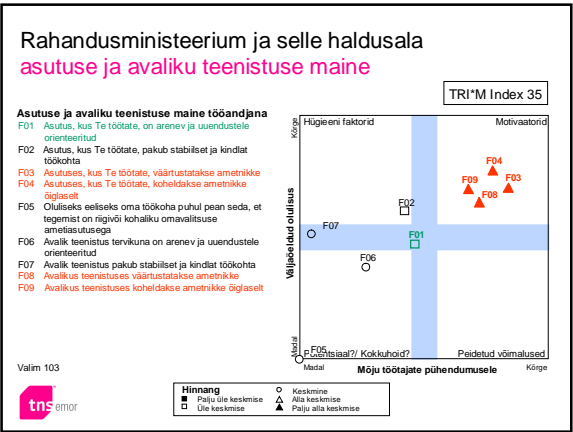 Rahandusministeerium ja selle haldusala
asutuse ja avaliku teenistuse maine
TRI*M Index 35
Asutuse ja avaliku teenistuse maine tööandjana
F01 Asutus, kus Te töötate, on arenev ja uuendustele
orienteeritud
F02 Asutus, kus Te töötate, pakub stabiilset ja kindlat
töökohta
F03 Asutuses, kus Te töötate, väärtustatakse ametnikke
F04 Asutuses, kus Te töötate, koheldakse ametnikke
õiglaselt
F05 Oluliseks eeliseks oma töökoha puhul pean seda, et
tegemist on riigivõi kohaliku omavalitsuse
ametiasutusega
F06 Avalik teenistus tervikuna on arenev ja uuendustele
orienteeritud
F07 Avalik teenistus pakub stabiilset ja kindlat töökohta
F08 Avalikus teenistuses väärtustatakse ametnikke
F09 Avalikus teenistuses koheldakse ametnikke õiglaselt
Valim 103
Väljaöeldud olulisus
Kõrge
Madal
Hügieeni faktorid
Motivaatorid
F04
F09
F03
F08
F02
F07
F01
F06
F05
Potentsiaal?/ Kokkuhoid?
Peidetud võimalused
Madal
Mõju töötajate pühendumusele
Kõrge
Hinnang
Palju üle keskmise
Üle keskmise
Keskmine
Alla keskmise
Palju alla keskmise
tns emor